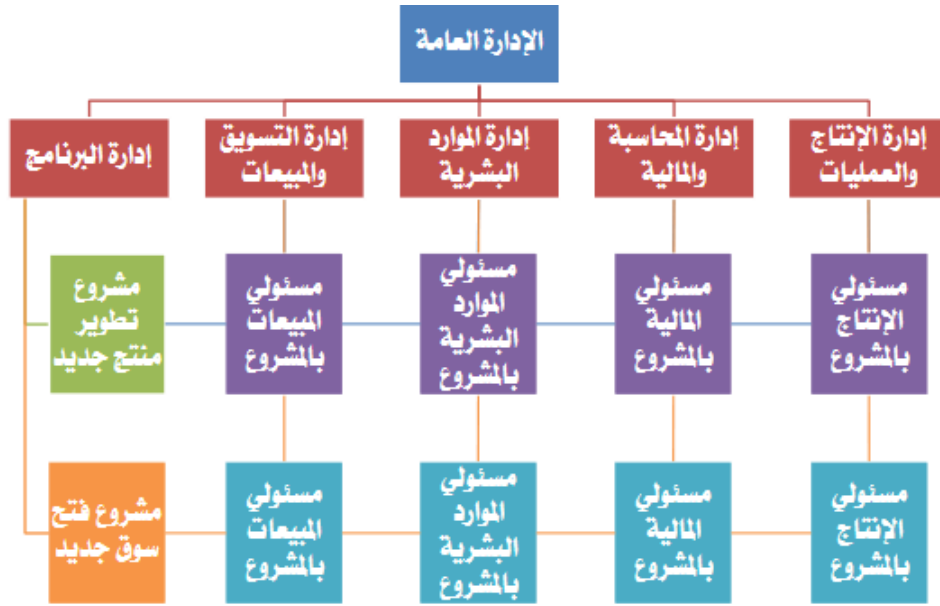 الإدارة العامة
إدارة الإنتاج
والعمليات
إدارة المحاسبة
والمالية
إدارة الموارد
البشرية
إدارة التسويق
والمبيعات
إدارة البرنامج
مسئولي
الإنتاج
بالمشروع
مسئولي
المالية
بالمشروع
مسئولي
الموارد
البشرية
بالمشروع
مسئولي
المبيعات
بالمشروع
مشروع
تطوير
منتج جديد
مسئولي
الإنتاج
بالمشروع
مسئولي
المالية
بالمشروع
مسئولي
الموارد
البشرية
بالمشروع
مسئولي
المبيعات
بالمشروع
مشروع فتح
سوق جديد